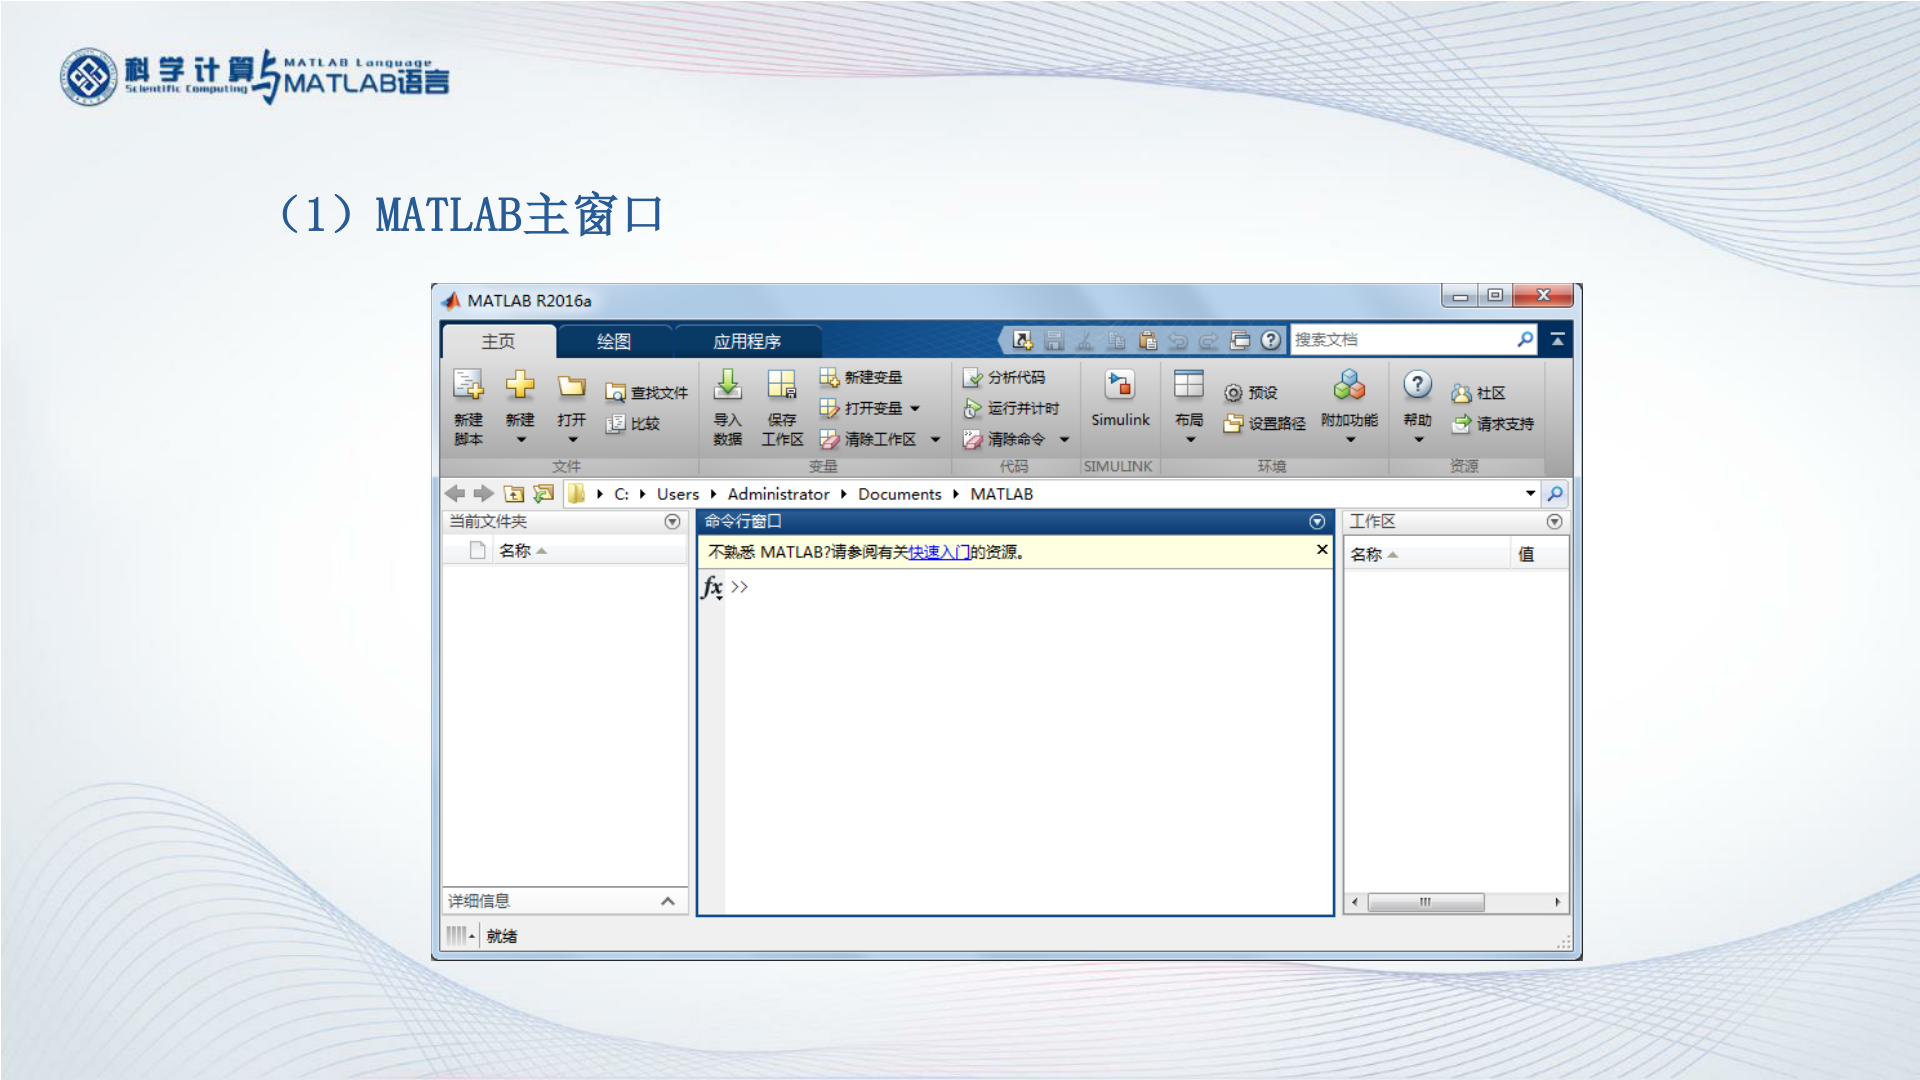 科学计算与MATLAB语言
Scientific Computing MATLAB Language
（1）MATLAB主窗口
MATLAB R2016a
主页 绘图 应用程序 搜索文档
新建脚本 新建 打开 查找文件 比较
导入数据 保存工作区 新建变量 打开变量 清除工作区
分析代码 运行并计时 清除命令
Simulink
布局 预设 设置路径 附加功能
帮助 社区 请求支持
文件 变量 代码 SIMULINK 环境 资源
C: Users Administrator Documents MATLAB
当前文件夹 命令行窗口 工作区
名称 不熟悉 MATLAB?请参阅有关快速入门的资源。 名称 值
fx >>
详细信息
就绪